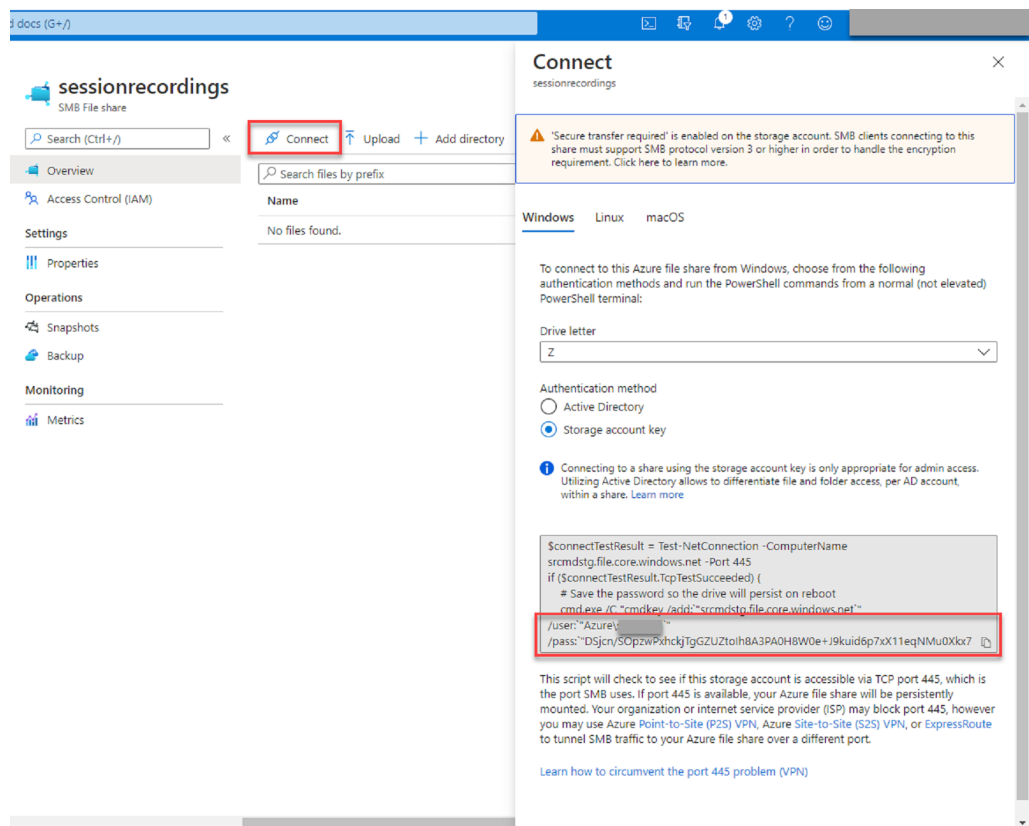 d docs (G+/)
1
sessionrecordings
SMB File share
Search (Ctrl+/)
«
Overview
Access Control (IAM)
Settings
Properties
Operations
Snapshots
Backup
Monitoring
Metrics
Connect
Upload
Add directory
Search files by prefix
Name
No files found.
Connect
sessionrecordings
'Secure transfer required' is enabled on the storage account. SMB clients connecting to this
share must support SMB protocol version 3 or higher in order to handle the encryption
requirement. Click here to learn more.
Windows Linux macOS
To connect to this Azure file share from Windows, choose from the following
authentication methods and run the PowerShell commands from a normal (not elevated)
PowerShell terminal:
Drive letter
Z
Authentication method
Active Directory
Storage account key
Connecting to a share using the storage account key is only appropriate for admin access.
Utilizing Active Directory allows to differentiate file and folder access, per AD account,
within a share. Learn more
$connectTestResult = Test-NetConnection -ComputerName
srcmdstg.file.core.windows.net -Port 445
if ($connectTestResult.TcpTestSucceeded) {
# Save the password so the drive will persist on reboot
cmd.exe /C "cmdkey /add:`"srcmdstg.file.core.windows.net`"
/user:`"Azure\ `"
/pass:`"DSjcn/SOpzwPxhckjTgGZUZtoIh8A3PA0H8W0e+J9kuid6p7xX11eqNMu0Xkx7
This script will check to see if this storage account is accessible via TCP port 445, which is
the port SMB uses. If port 445 is available, your Azure file share will be persistently
mounted. Your organization or internet service provider (ISP) may block port 445, however
you may use Azure Point-to-Site (P2S) VPN, Azure Site-to-Site (S2S) VPN, or ExpressRoute
to tunnel SMB traffic to your Azure file share over a different port.
Learn how to circumvent the port 445 problem (VPN)